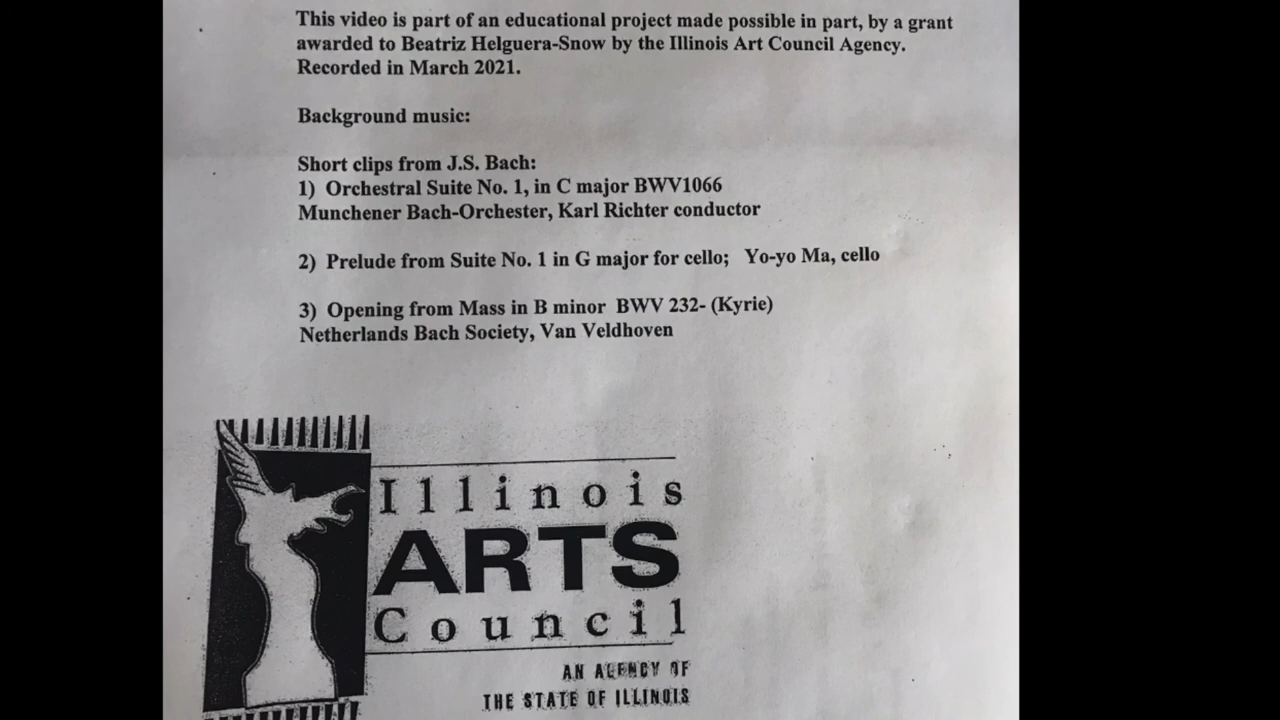 This video is part of an educational project made possible in part, by a grant
awarded to Beatriz Helguera-Snow by the Illinois Art Council Agency.
Recorded in March 2021.
Background music:
Short clips from J.S. Bach:
1) Orchestral Suite No. 1, in C major BWV1066
Munchener Bach-Orchester, Karl Richter conductor
2) Prelude from Suite No. 1 in G major for cello; Yo-yo Ma, cello
3) Opening from Mass in B minor BWV 232- (Kyrie)
Netherlands Bach Society, Van Veldhoven
Illinois
ARTS
Council
AN AGENCY OF
THE STATE OF ILLINOIS